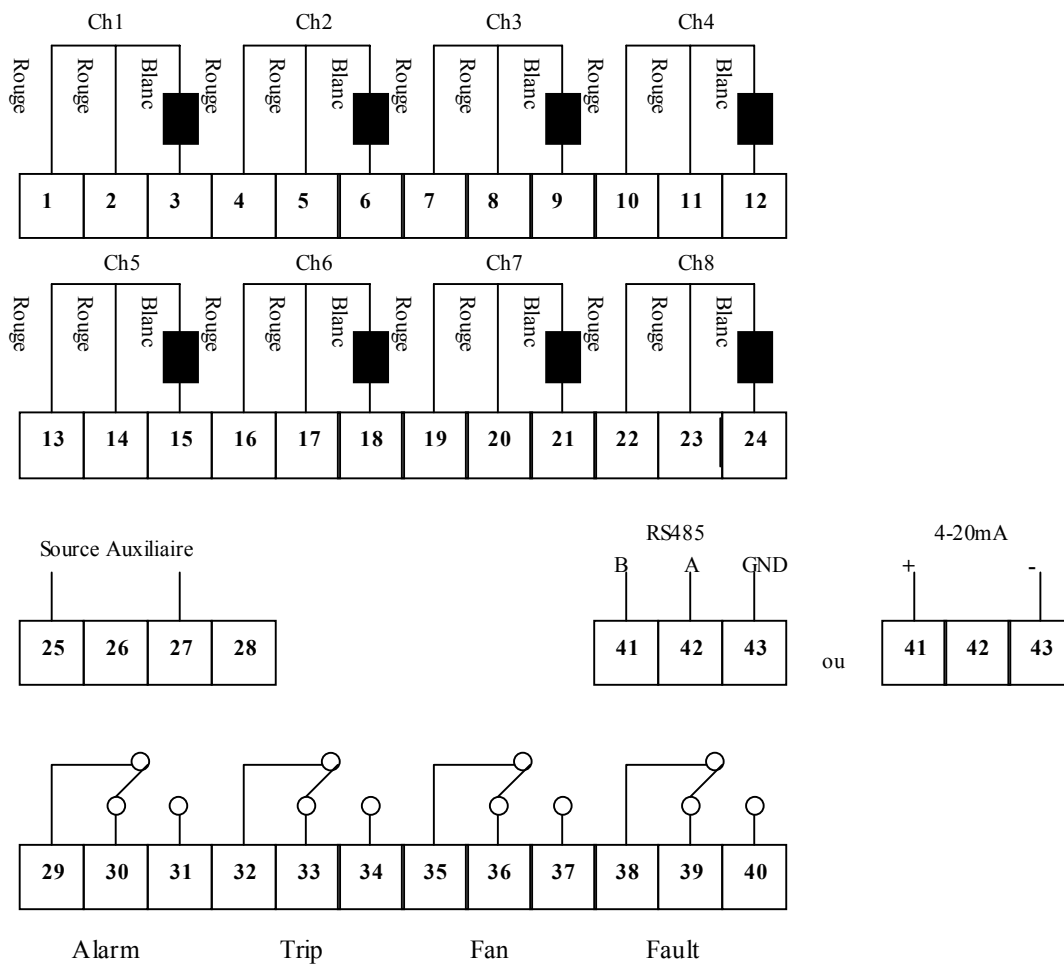 Ch1 Ch2 Ch3 Ch4
Rouge Rouge Blanc Rouge Rouge Blanc Rouge Rouge Blanc Rouge Rouge Blanc
1 2 3 4 5 6 7 8 9 10 11 12
Ch5 Ch6 Ch7 Ch8
Rouge Rouge Blanc Rouge Rouge Blanc Rouge Rouge Blanc Rouge Rouge Blanc
13 14 15 16 17 18 19 20 21 22 23 24
Source Auxiliaire RS485 4-20mA
B A GND + -
25 26 27 28 41 42 43 ou 41 42 43
29 30 31 32 33 34 35 36 37 38 39 40
Alarm Trip Fan Fault